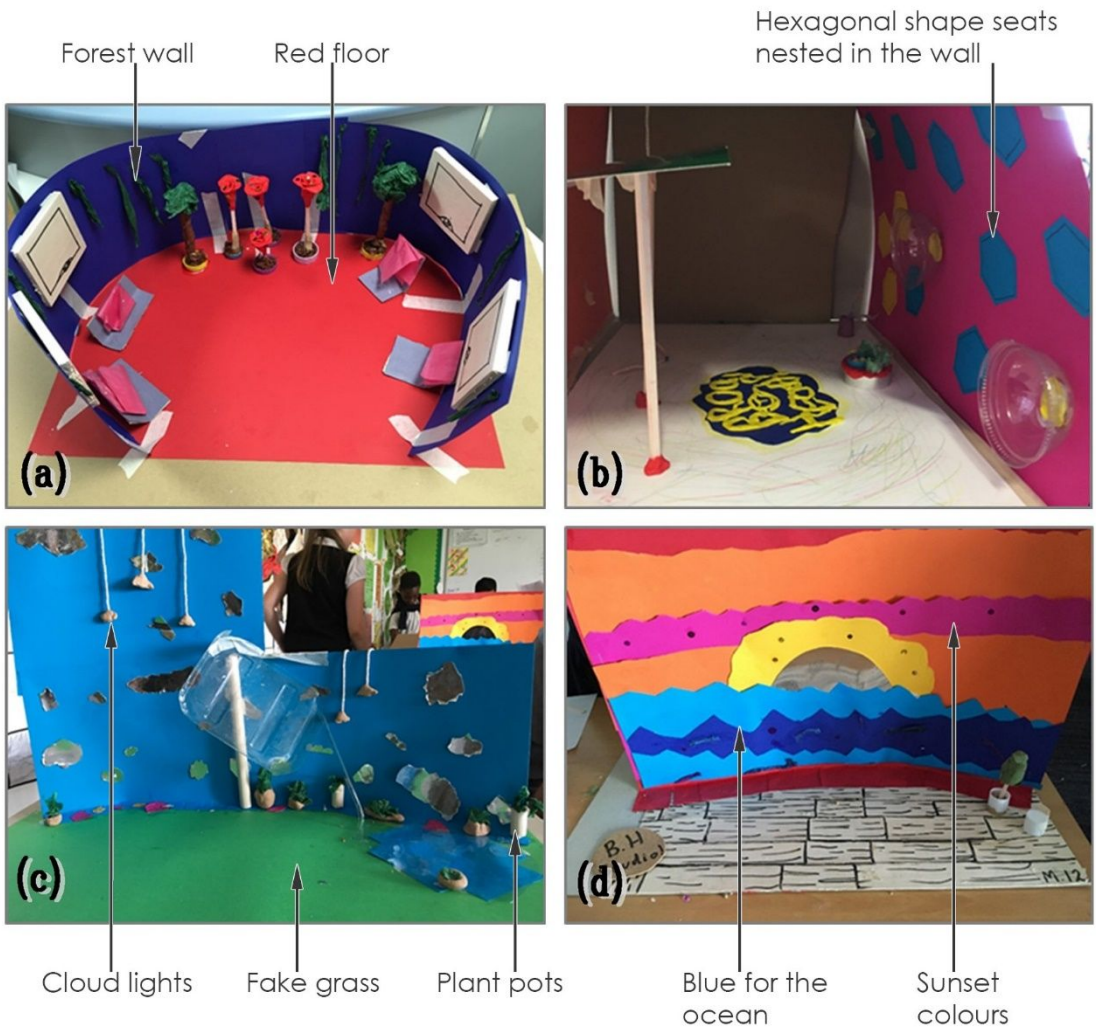 Forest wall
Red floor
Hexagonal shape seats
nested in the wall
(a)
(b)
(c)
(d)
B.H
M.12
Cloud lights
Fake grass
Plant pots
Blue for the
ocean
Sunset
colours